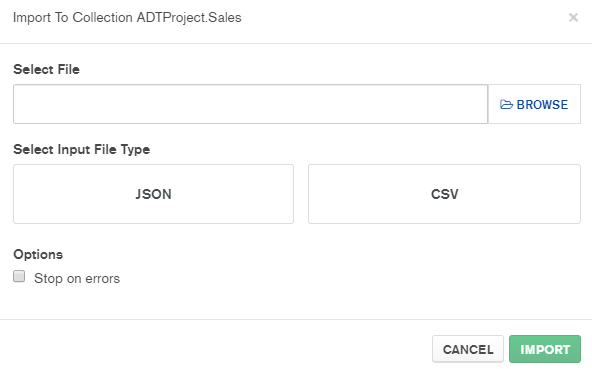 Import To Collection ADTProject.Sales
×
Select File
BROWSE
Select Input File Type
JSON
CSV
Options
Stop on errors
CANCEL
IMPORT